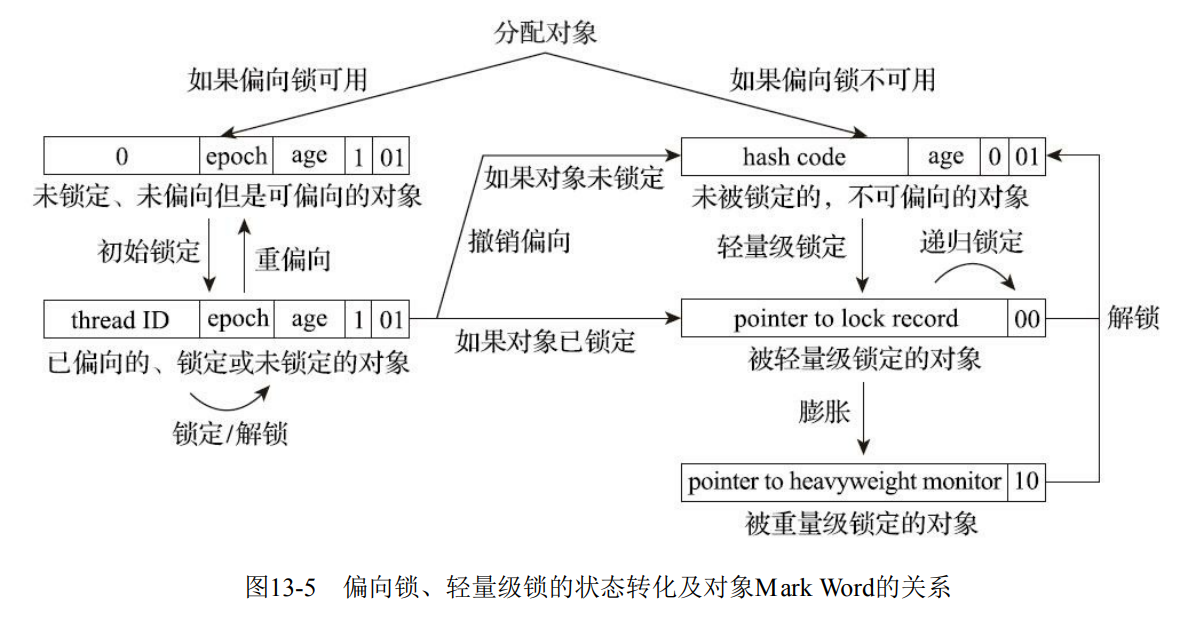 分配对象
如果偏向锁可用
如果偏向锁不可用
0 epoch age 1 01
hash code age 0 01
未锁定、未偏向但是可偏向的对象
如果对象未锁定
未被锁定的，不可偏向的对象
初始锁定
重偏向
撤销偏向
轻量级锁定
递归锁定
thread ID epoch age 1 01
pointer to lock record 00
解锁
如果对象已锁定
已偏向的、锁定或未锁定的对象
被轻量级锁定的对象
锁定/解锁
膨胀
pointer to heavyweight monitor 10
被重量级锁定的对象
图13-5 偏向锁、轻量级锁的状态转化及对象Mark Word的关系